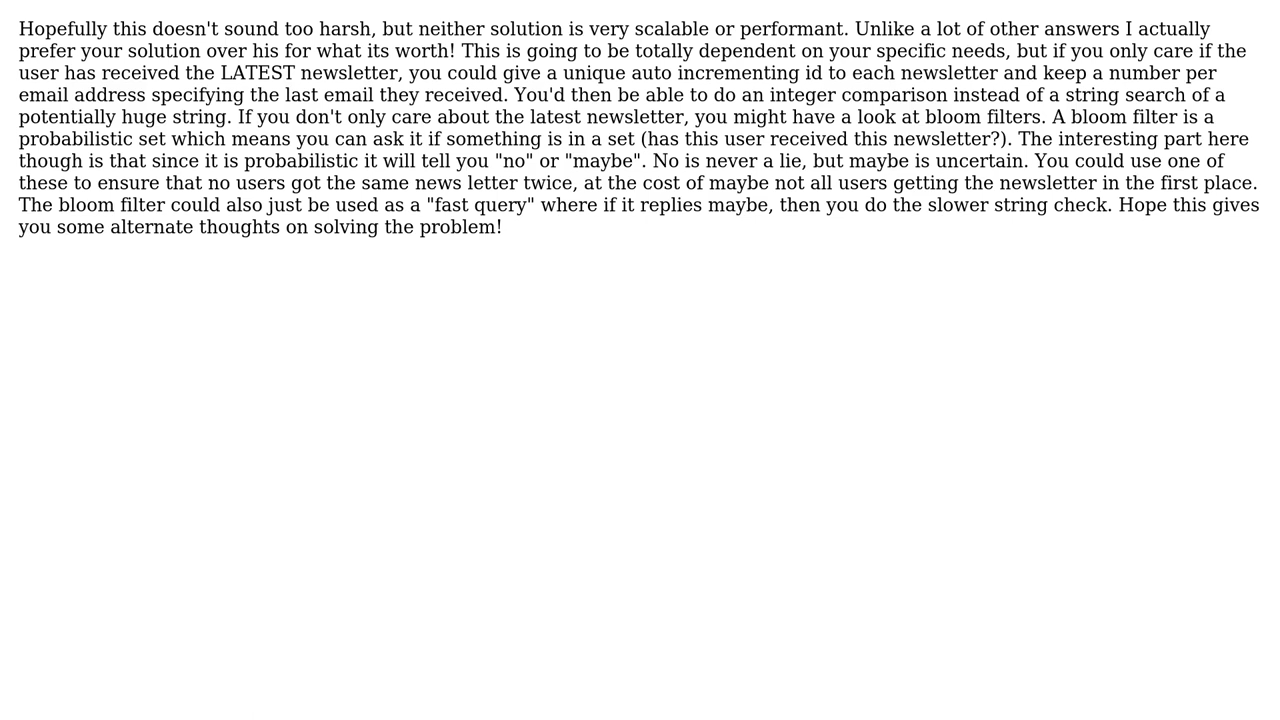 Hopefully this doesn't sound too harsh, but neither solution is very scalable or performant. Unlike a lot of other answers I actually
prefer your solution over his for what its worth! This is going to be totally dependent on your specific needs, but if you only care if the
user has received the LATEST newsletter, you could give a unique auto incrementing id to each newsletter and keep a number per
email address specifying the last email they received. You'd then be able to do an integer comparison instead of a string search of a
potentially huge string. If you don't only care about the latest newsletter, you might have a look at bloom filters. A bloom filter is a
probabilistic set which means you can ask it if something is in a set (has this user received this newsletter?). The interesting part here
though is that since it is probabilistic it will tell you "no" or "maybe". No is never a lie, but maybe is uncertain. You could use one of
these to ensure that no users got the same news letter twice, at the cost of maybe not all users getting the newsletter in the first place.
The bloom filter could also just be used as a "fast query" where if it replies maybe, then you do the slower string check. Hope this gives
you some alternate thoughts on solving the problem!